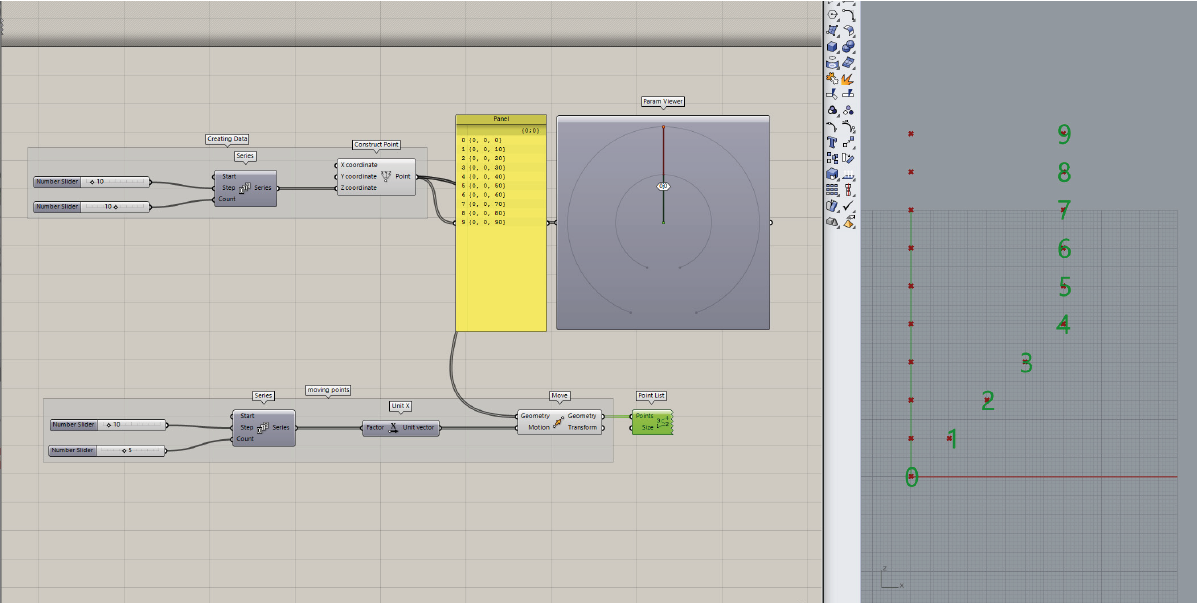 Param Viewer
Panel
{0;0}
0 {0, 0, 0}
1 {0, 0, 10}
2 {0, 0, 20}
3 {0, 0, 30}
4 {0, 0, 40}
5 {0, 0, 50}
6 {0, 0, 60}
7 {0, 0, 70}
8 {0, 0, 80}
9 {0, 0, 90}
Creating Data
Series
Construct Point
Number Slider 10
Number Slider 10
Start
Step
Count
Series
X coordinate
Y coordinate
Z coordinate
Point
moving points
Series
Unit X
Move
Point List
Number Slider 10
Number Slider 5
Start
Step
Count
Series
Factor
Unit vector
Geometry
Motion
Geometry
Transform
Points
Size
9
8
7
6
5
4
3
2
1
0
z
x